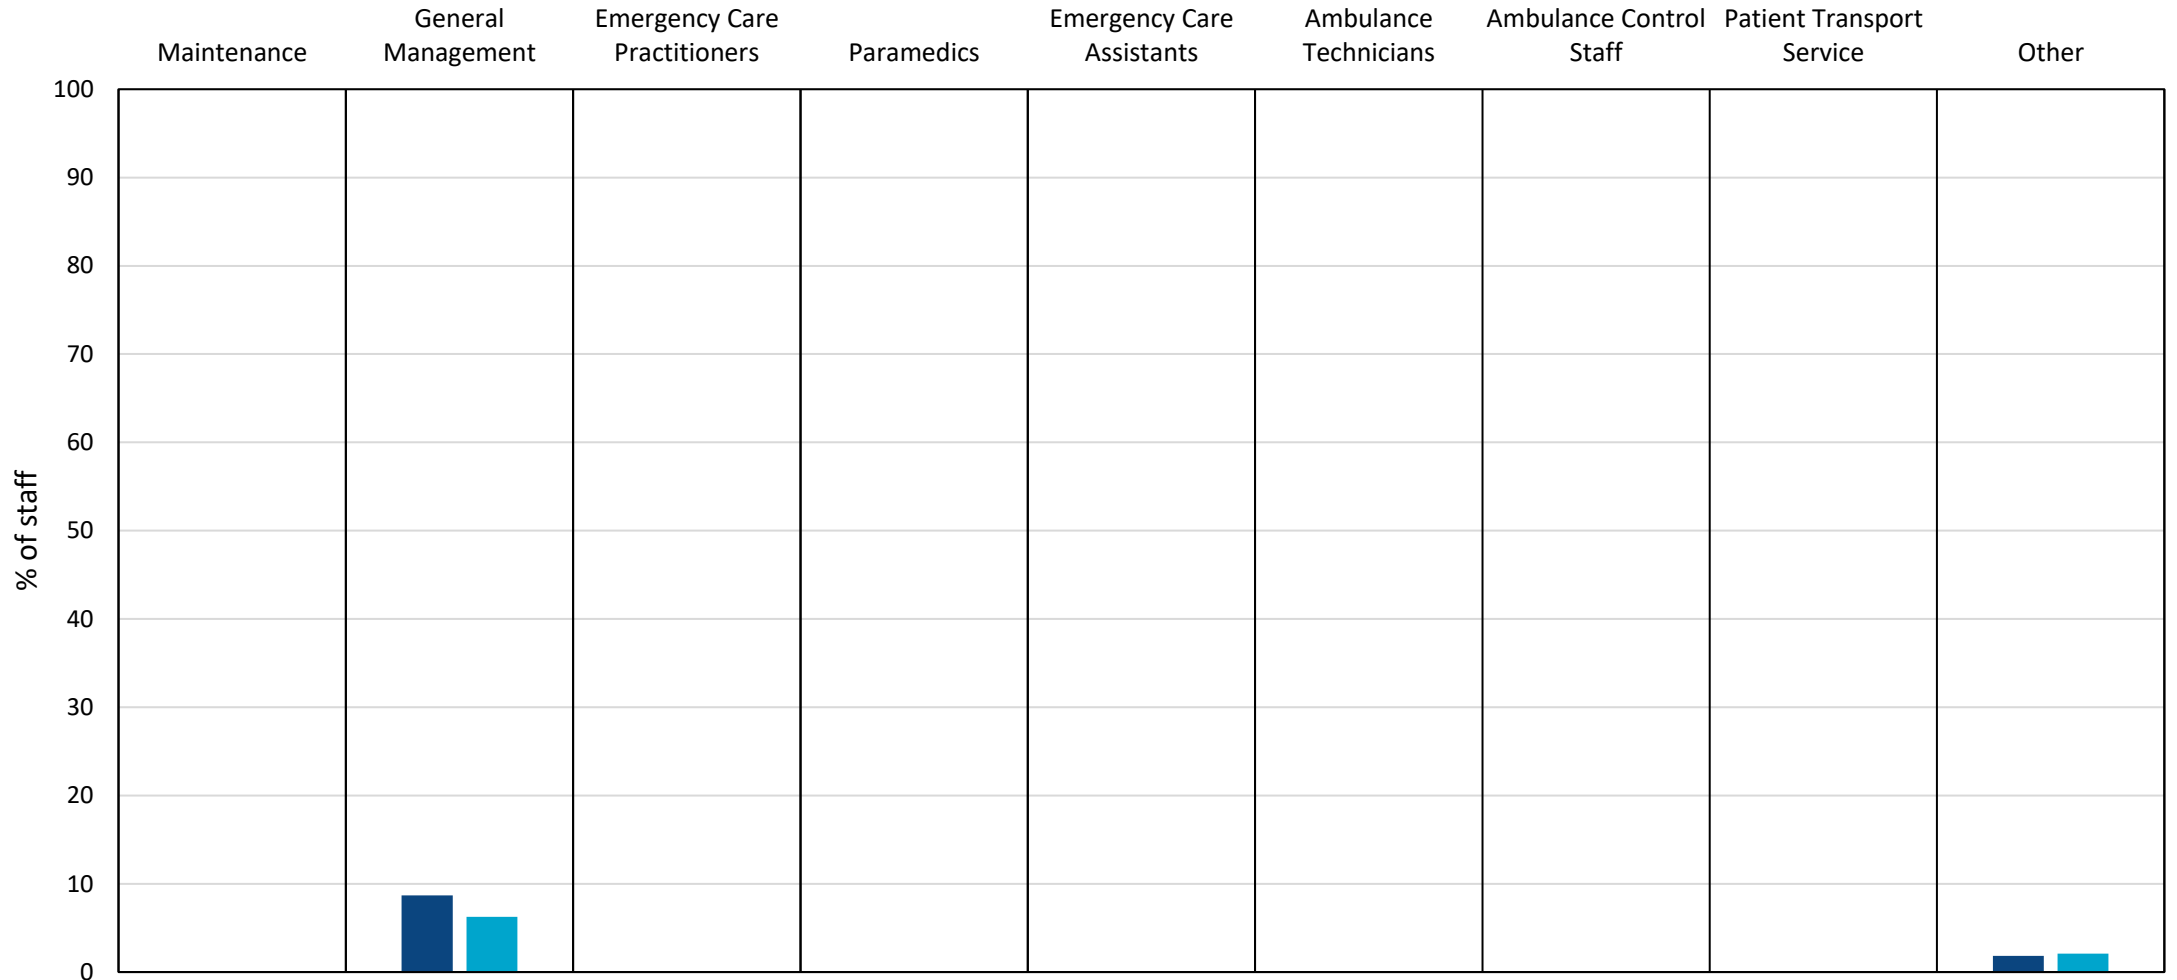 Maintenance
General
Management
Emergency Care
Practitioners
Paramedics
Emergency Care
Assistants
Ambulance
Technicians
Ambulance Control
Staff
Patient Transport
Service
Other
% of staff
100
90
80
70
60
50
40
30
20
10
0